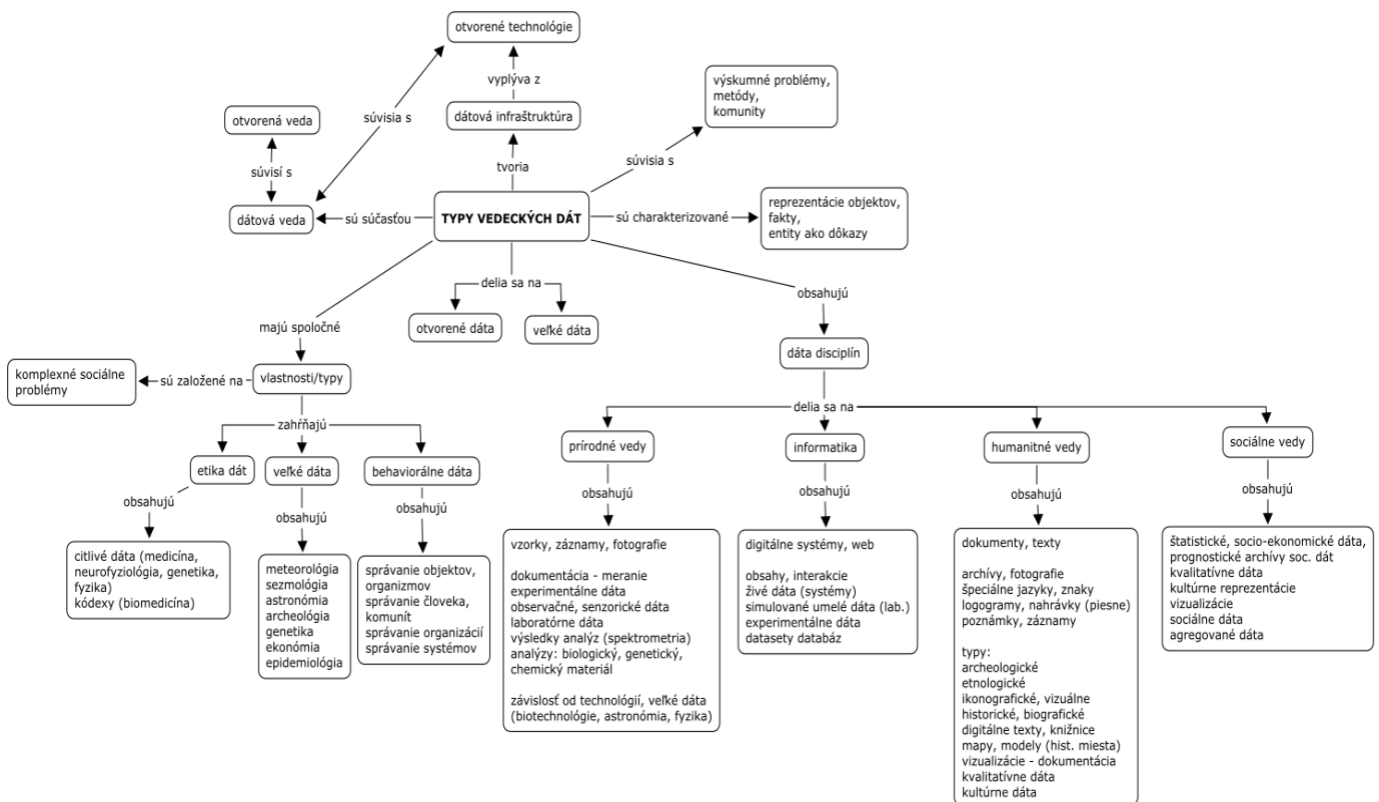 otvorené technológie
vyplýva z
výskumné problémy,
metódy,
komunity
dátová infraštruktúra
otvorená veda
súvisia s
súvisia s
súvisí s
tvoria
dátová veda
sú súčasťou
TYPY VEDECKÝCH DÁT
sú charakterizované
reprezentácie objektov,
fakty,
entity ako dôkazy
delia sa na
obsahujú
otvorené dáta
veľké dáta
majú spoločné
dáta disciplín
komplexné sociálne
problémy
sú založené na
vlastnosti/typy
delia sa na
zahŕňajú
prírodné vedy
informatika
humanitné vedy
sociálne vedy
etika dát
veľké dáta
behaviorálne dáta
obsahujú
obsahujú
obsahujú
obsahujú
obsahujú
obsahujú
obsahujú
citlivé dáta (medicína,
neurofyziológia, genetika,
fyzika)
kódexy (biomedicína)
meteorológia
sezmológia
astronómia
archeológia
genetika
ekonómia
epidemiológia
správanie objektov,
organizmov
správanie človeka,
komunít
správanie organizácií
správanie systémov
vzorky, záznamy, fotografie
dokumentácia - meranie
experimentálne dáta
observačné, senzorické dáta
laboratórne dáta
výsledky analýz (spektrometria)
analýzy: biologický, genetický,
chemický materiál
závislosť od technológií, veľké dáta
(biotechnológie, astronómia, fyzika)
digitálne systémy, web
obsahy, interakcie
živé dáta (systémy)
simulované umelé dáta (lab.)
experimentálne dáta
datasety databáz
dokumenty, texty
archívy, fotografie
špeciálne jazyky, znaky
logogramy, nahrávky (piesne)
poznámky, záznamy
typy:
archeologické
etnologické
ikonografické, vizuálne
historické, biografické
digitálne texty, knižnice
mapy, modely (hist. miesta)
vizualizácie - dokumentácia
kvalitatívne dáta
kultúrne dáta
štatistické, socio-ekonomické dáta,
prognostické archívy soc. dát
kvalitatívne dáta
kultúrne reprezentácie
vizualizácie
sociálne dáta
agregované dáta